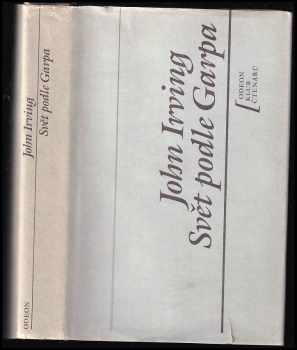 John Irving
Svět podle Garpa
ODEON
John Irving
Svět podle Garpa
ODEON
KLUB
ČTENÁŘŮ